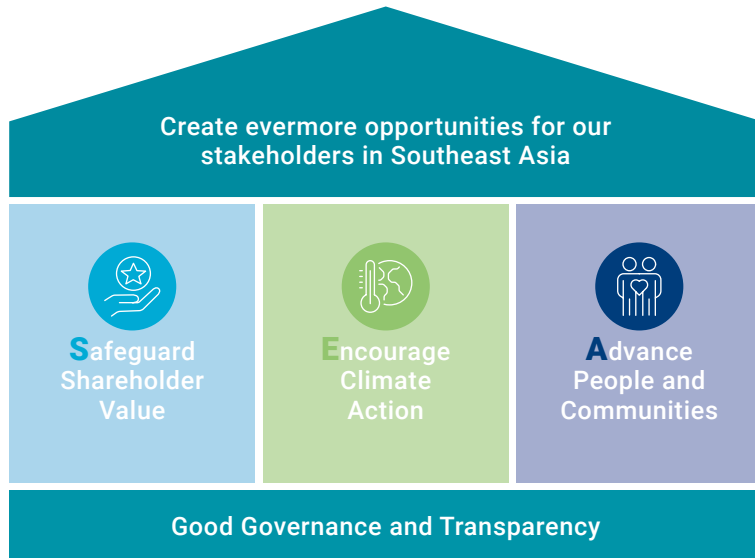 Create evermore opportunities for our
stakeholders in Southeast Asia
Safeguard
Shareholder
Value
Encourage
Climate
Action
Advance
People and
Communities
Good Governance and Transparency